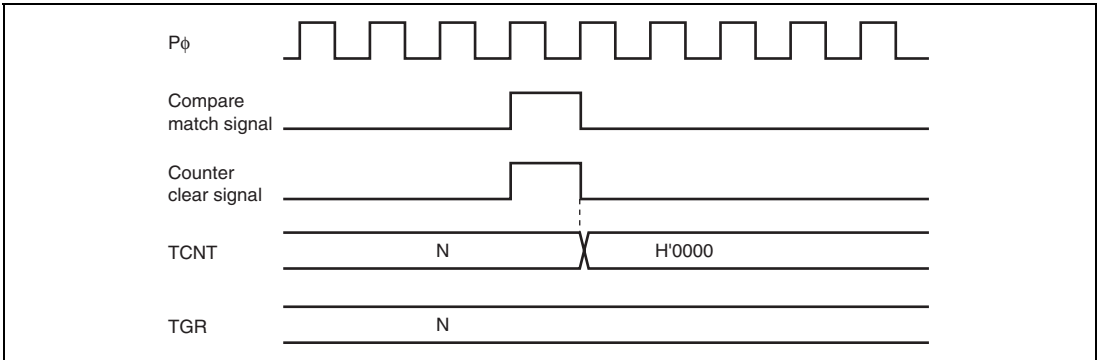 Pϕ
Compare
match signal
Counter
clear signal
TCNT
N
H'0000
TGR
N